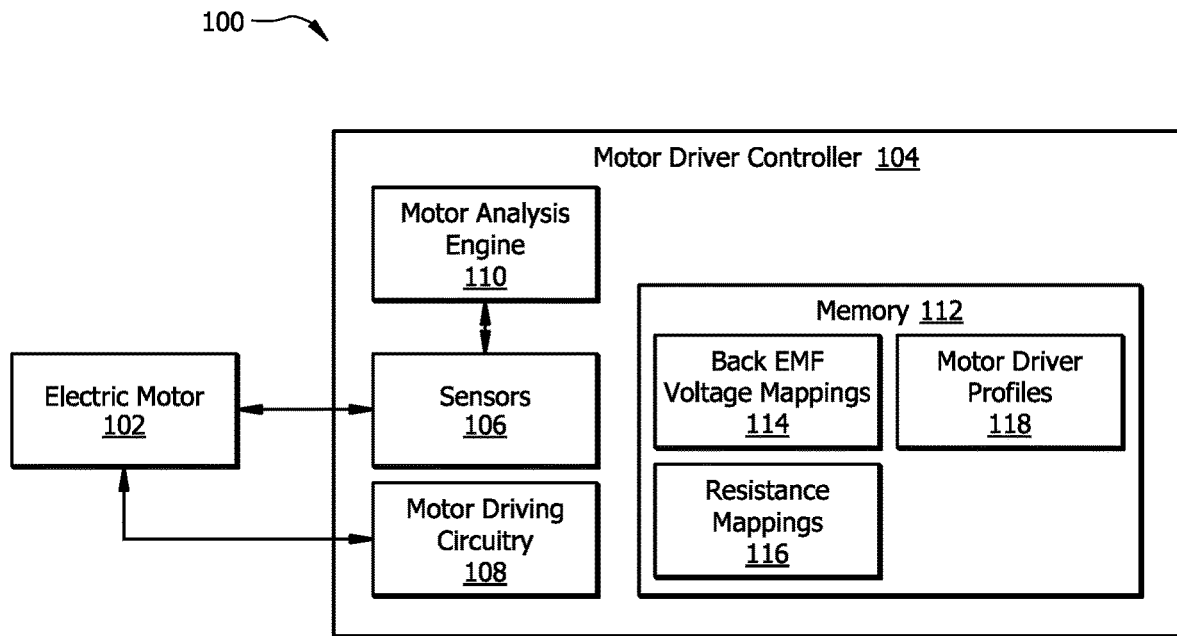 100
Motor Driver Controller 104
Motor Analysis
Engine
110
Memory 112
Electric Motor
102
Sensors
106
Back EMF
Voltage Mappings
114
Motor Driver
Profiles
118
Motor Driving
Circuitry
108
Resistance
Mappings
116